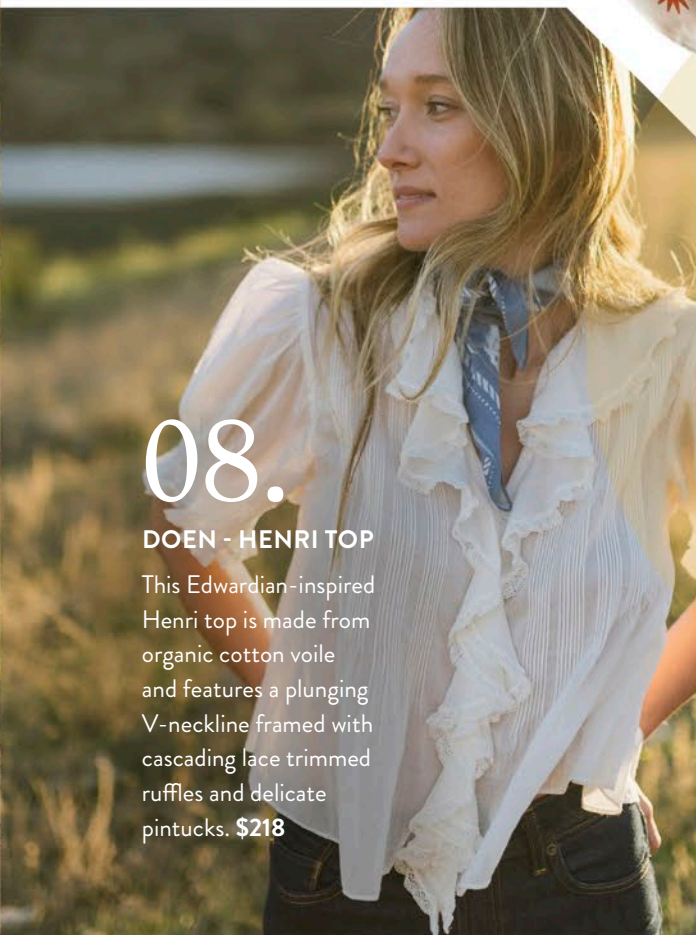 08.
DOEN - HENRI TOP
This Edwardian-inspired
Henri top is made from
organic cotton voile
and features a plunging
V-neckline framed with
cascading lace trimmed
ruffles and delicate
pintucks. $218